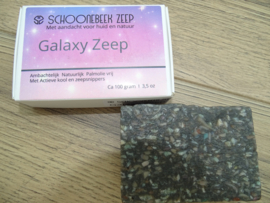 SCHOONEBEEK ZEEP
Met aandacht voor huid en natuur
Galaxy Zeep
Ambachtelijk Natuurlijk Palmolie vrij
Met Actieve kool en zeepsnippers
CA 100 gram | 3.5 oz